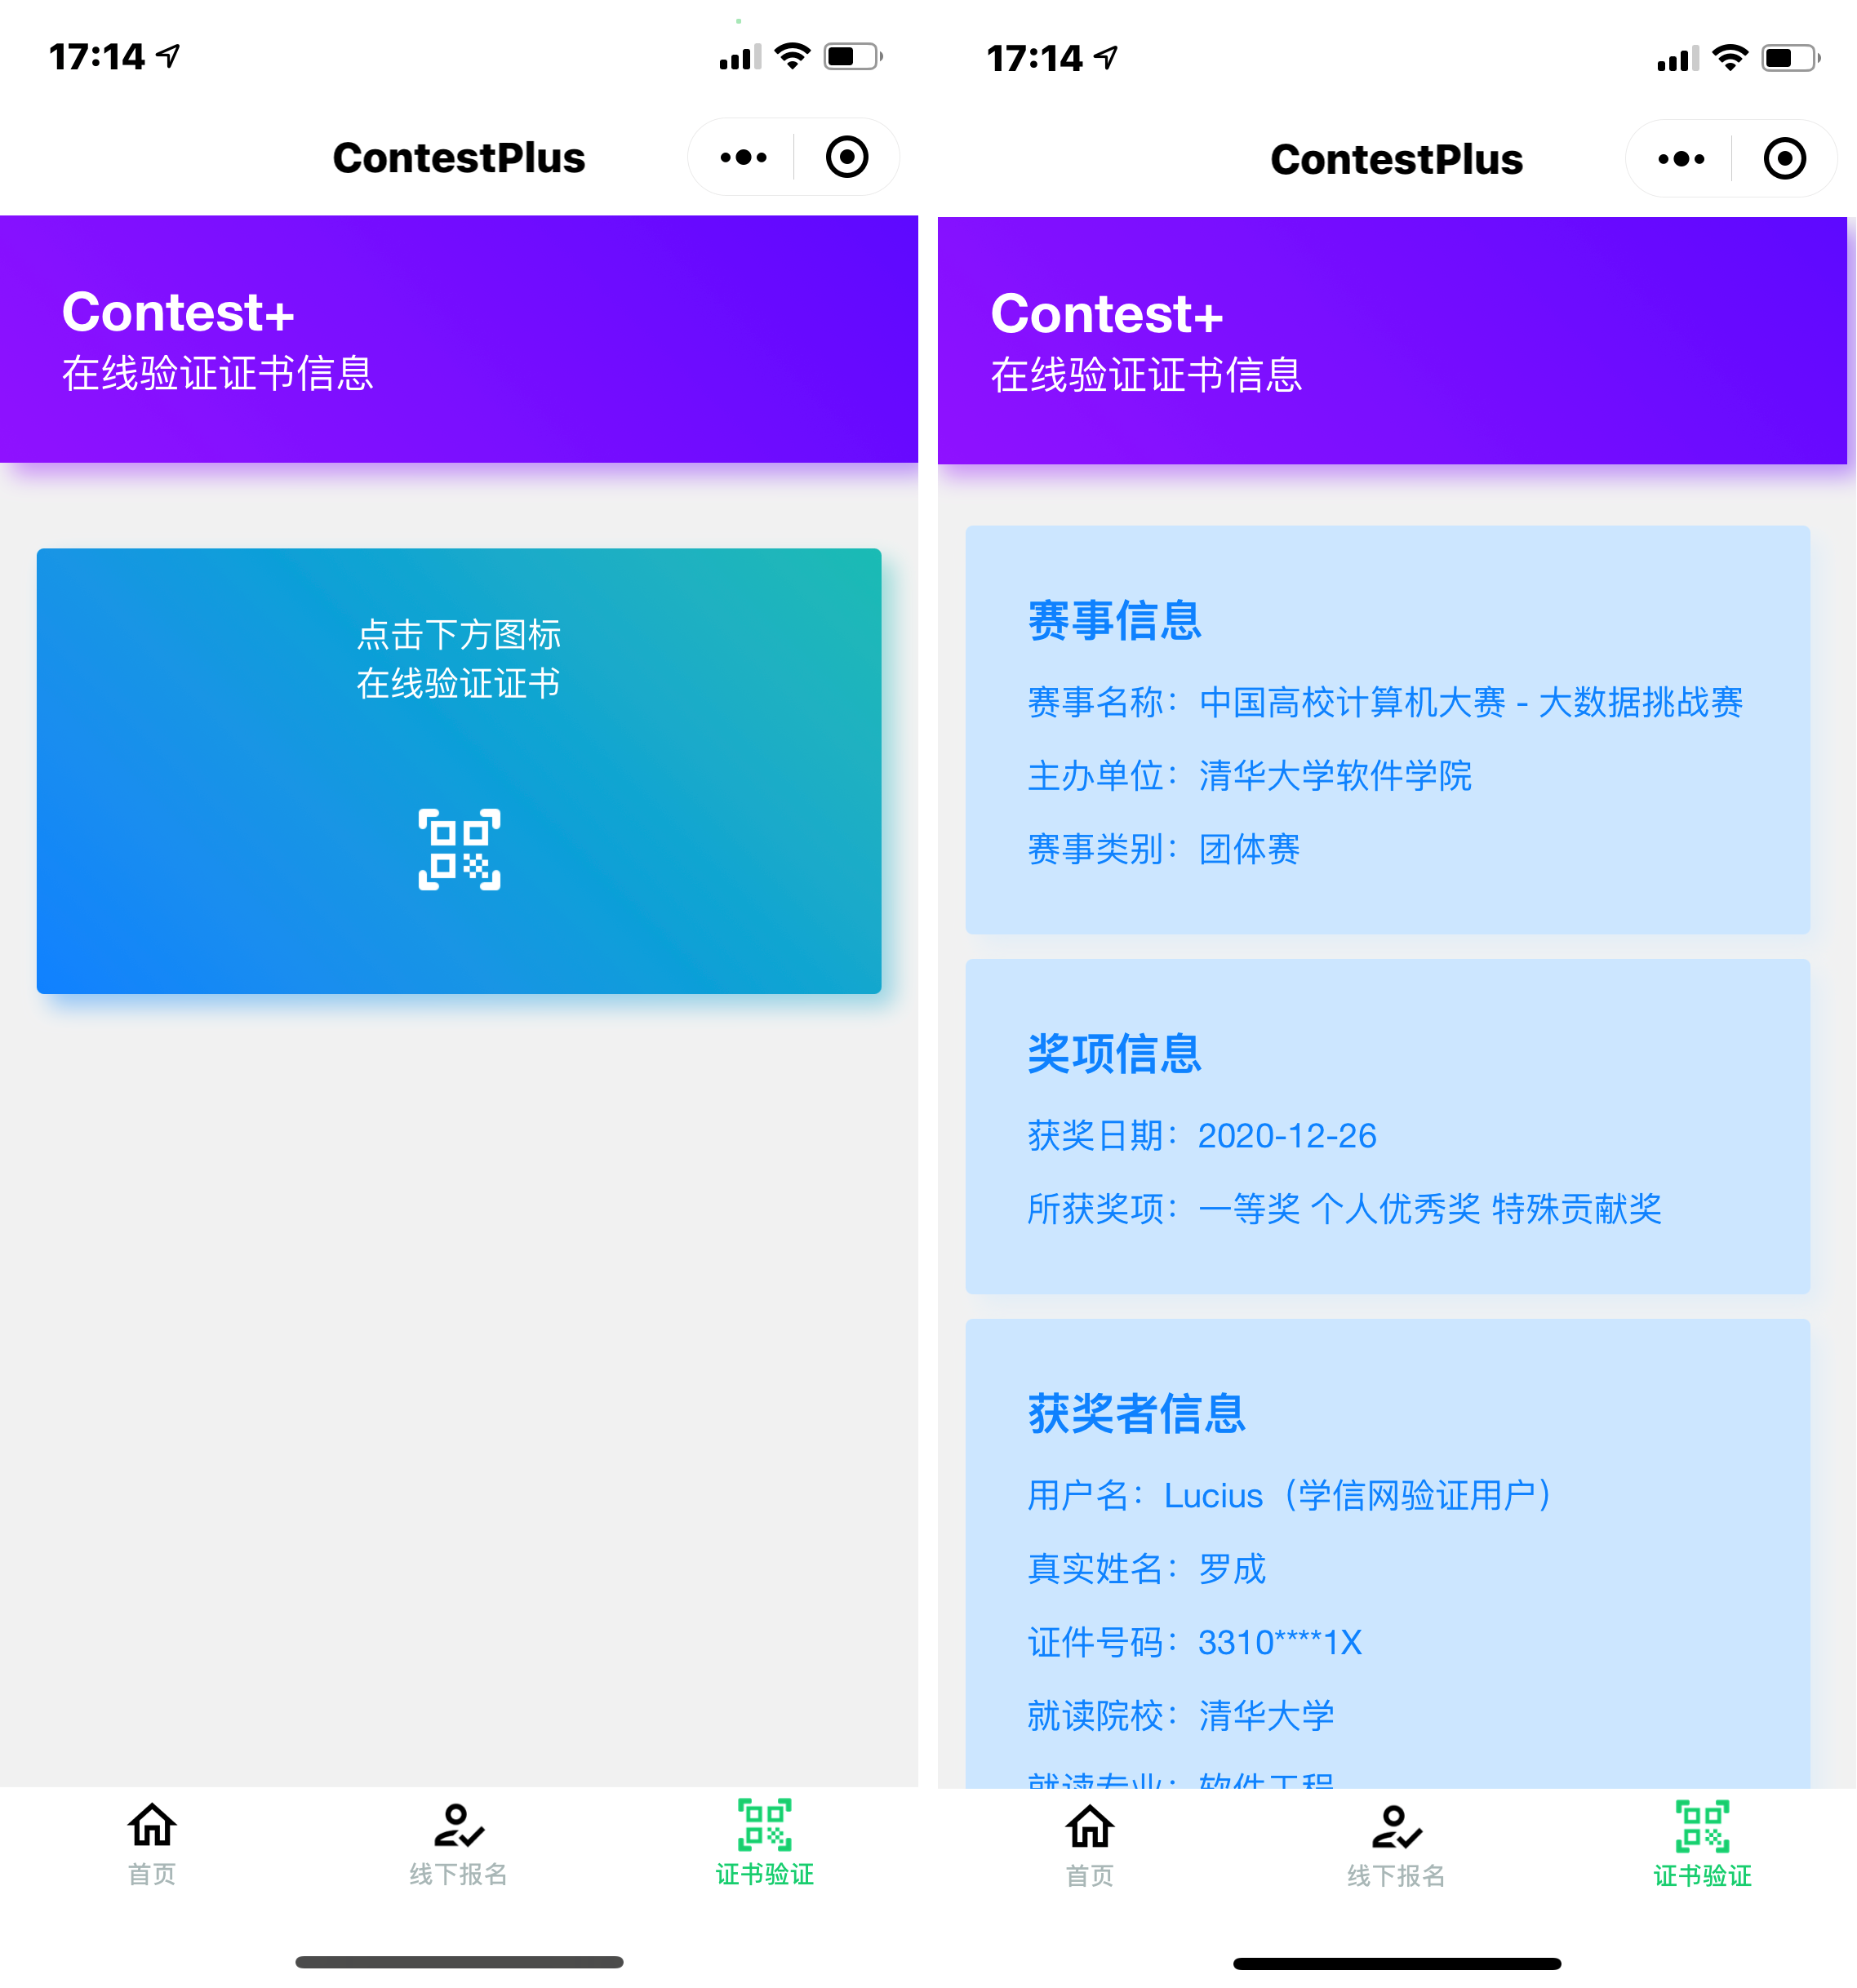 17:14
ContestPlus
Contest+
在线验证证书信息
点击下方图标
在线验证证书
首页
线下报名
证书验证
17:14
ContestPlus
Contest+
在线验证证书信息
赛事信息
赛事名称：中国高校计算机大赛 - 大数据挑战赛
主办单位：清华大学软件学院
赛事类别：团体赛
奖项信息
获奖日期：2020-12-26
所获奖项：一等奖 个人优秀奖 特殊贡献奖
获奖者信息
用户名：Lucius（学信网验证用户）
真实姓名：罗成
证件号码：3310****1X
就读院校：清华大学
就读专业：软件工程
首页
线下报名
证书验证